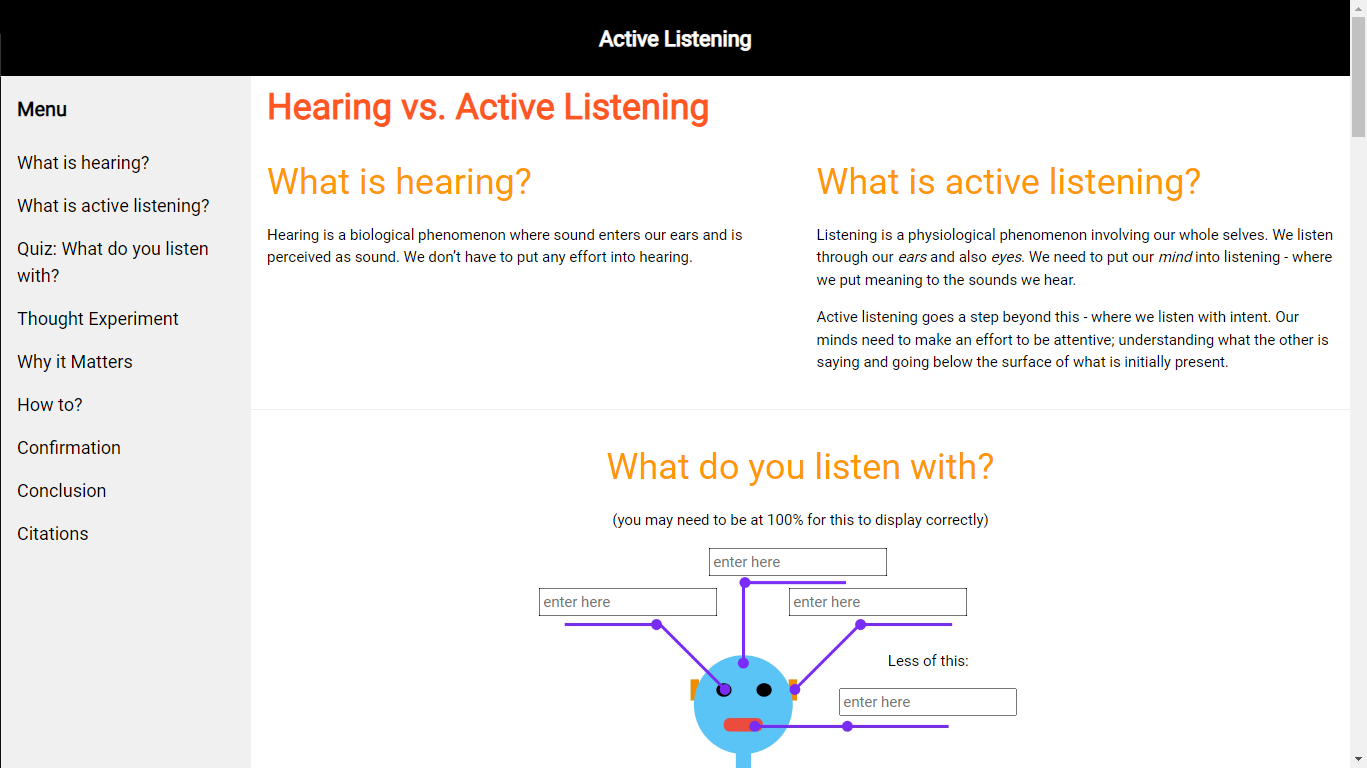 Active Listening
Menu
What is hearing?
What is active listening?
Quiz: What do you listen
with?
Thought Experiment
Why it Matters
How to?
Confirmation
Conclusion
Citations
Hearing vs. Active Listening
What is hearing?
Hearing is a biological phenomenon where sound enters our ears and is
perceived as sound. We don't have to put any effort into hearing.
What is active listening?
Listening is a physiological phenomenon involving our whole selves. We listen
through our ears and also eyes. We need to put our mind into listening - where
we put meaning to the sounds we hear.
Active listening goes a step beyond this - where we listen with intent. Our
minds need to make an effort to be attentive; understanding what the other is
saying and going below the surface of what is initially present.
What do you listen with?
(you may need to be at 100% for this to display correctly)
enter here
enter here
enter here
Less of this:
enter here